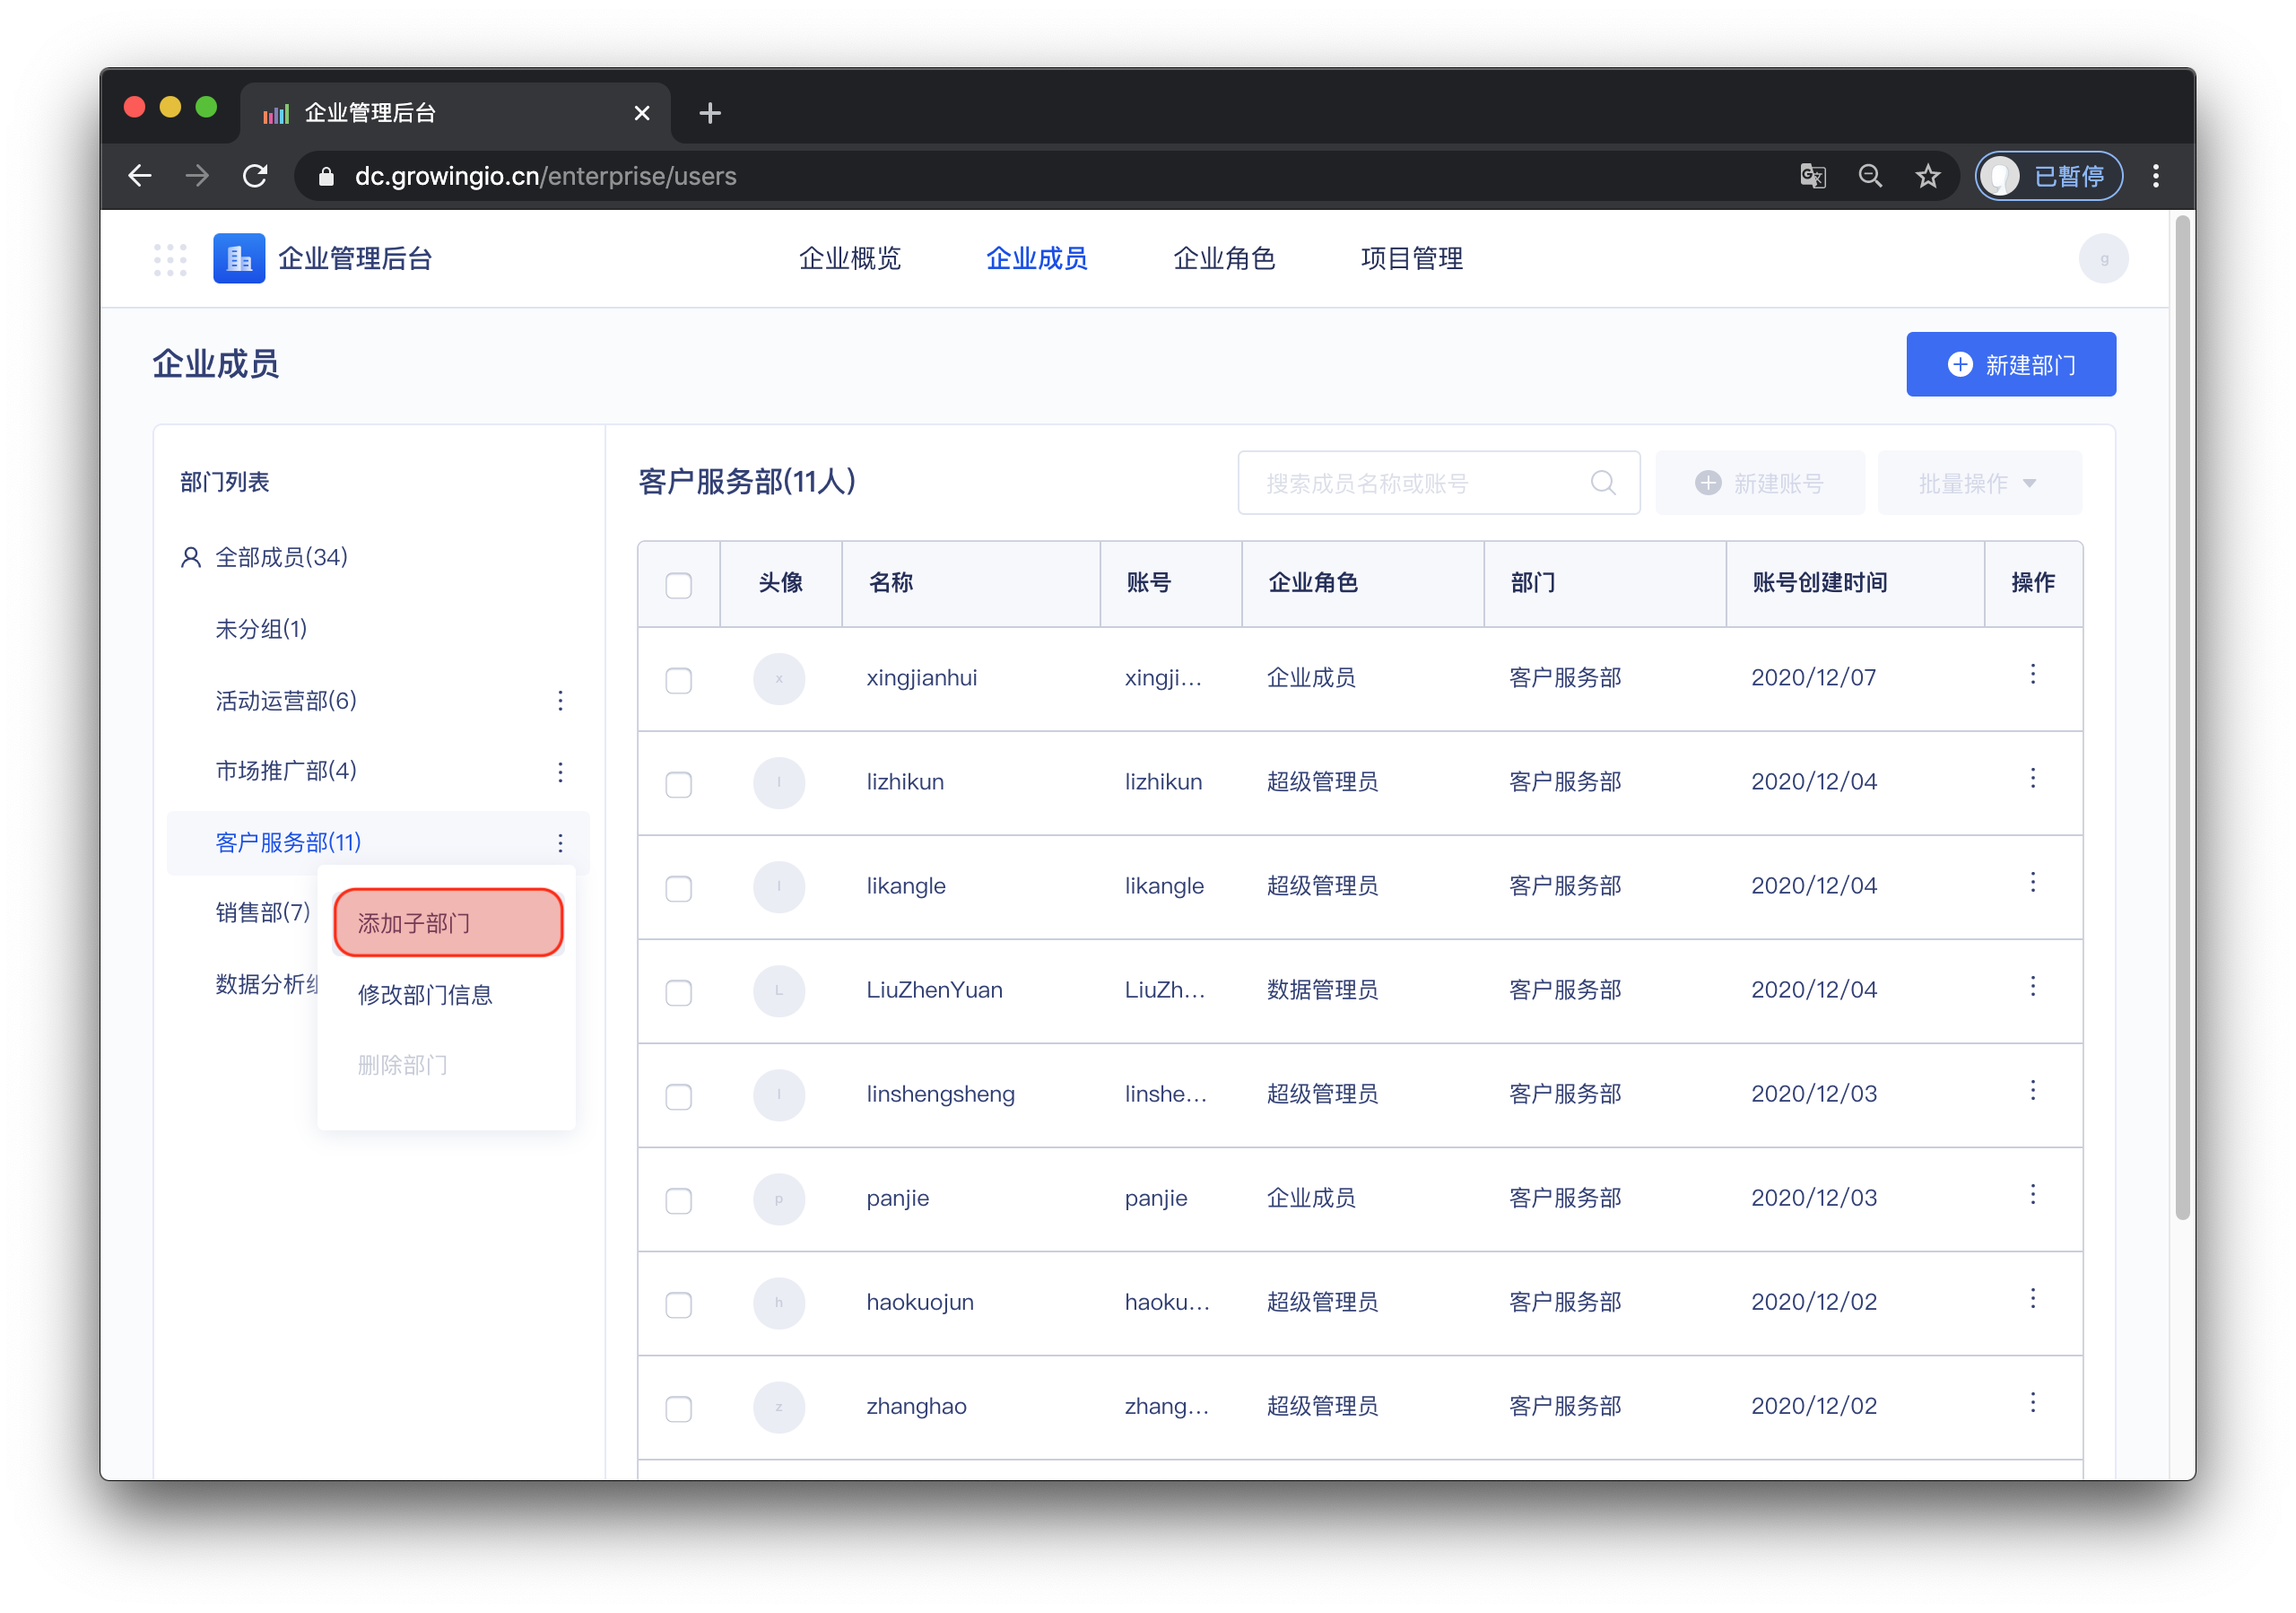 企业管理后台
dc.growingio.cn/enterprise/users
已暂停
企业管理后台
企业概览 企业成员 企业角色 项目管理
g
企业成员
新建部门
部门列表
全部成员(34)
未分组(1)
活动运营部(6)
市场推广部(4)
客户服务部(11)
销售部(7)
数据分析组
添加子部门
修改部门信息
删除部门
客户服务部(11人)
搜索成员名称或账号
新建账号
批量操作
头像 名称 账号 企业角色 部门 账号创建时间 操作
x xingjianhui xingji... 企业成员 客户服务部 2020/12/07
l lizhikun lizhikun 超级管理员 客户服务部 2020/12/04
l likangle likangle 超级管理员 客户服务部 2020/12/04
L LiuZhenYuan LiuZh... 数据管理员 客户服务部 2020/12/04
l linshengsheng linshe... 超级管理员 客户服务部 2020/12/03
p panjie panjie 企业成员 客户服务部 2020/12/03
h haokuojun haoku... 超级管理员 客户服务部 2020/12/02
z zhanghao zhang... 超级管理员 客户服务部 2020/12/02